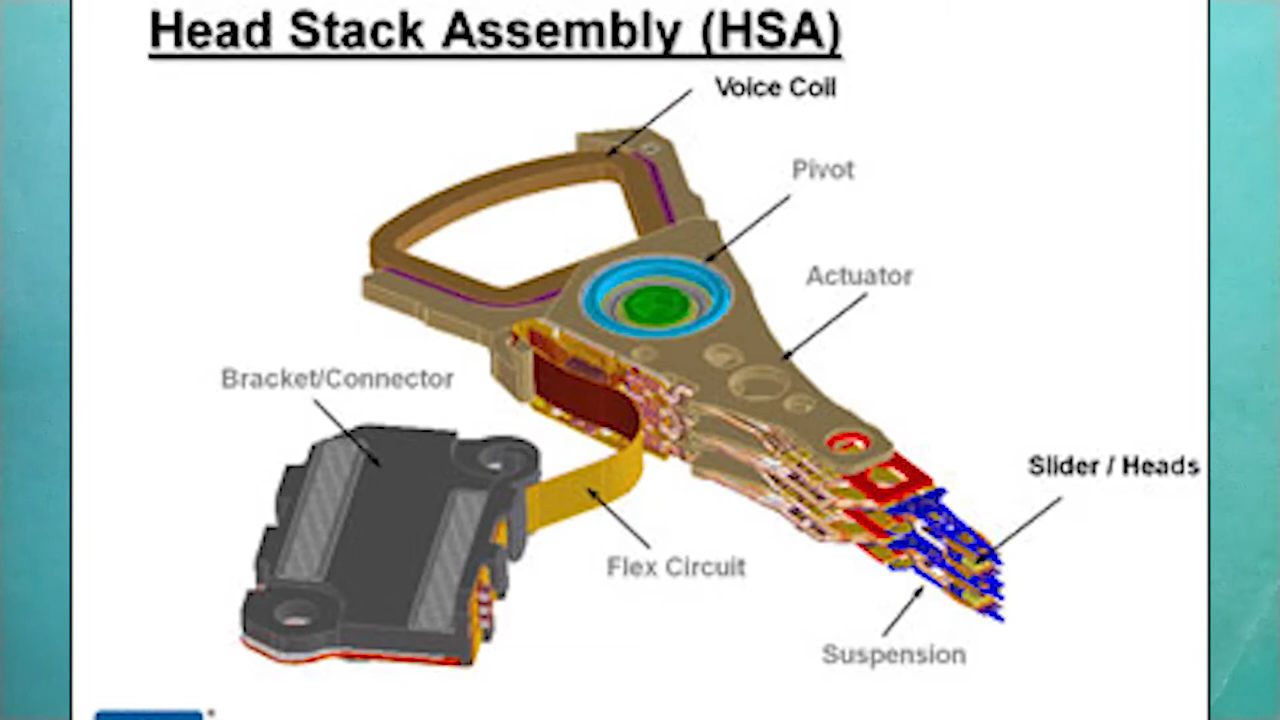 Head Stack Assembly (HSA)
Voice Coil
Pivot
Actuator
Bracket/Connector
Slider / Heads
Flex Circuit
Suspension